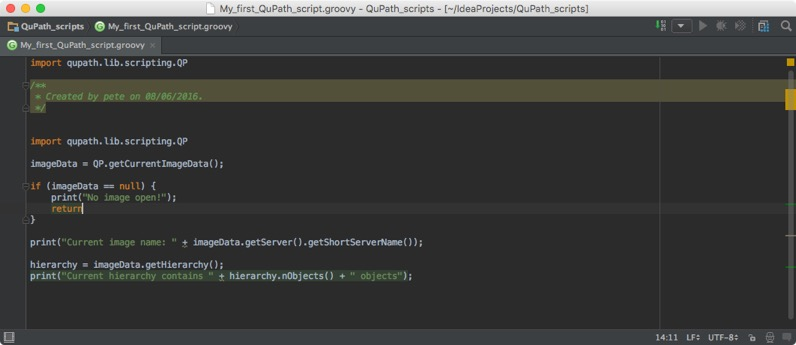 My_first_QuPath_script.groovy - QuPath_scripts - [~/IdeaProjects/QuPath_scripts]
QuPath_scripts My_first_QuPath_script.groovy
My_first_QuPath_script.groovy
import qupath.lib.scripting.QP
/**
* Created by pete on 08/06/2016.
*/
import qupath.lib.scripting.QP
imageData = QP.getCurrentImageData();
if (imageData == null) {
print("No image open!");
return
}
print("Current image name: " + imageData.getServer().getShortServerName());
hierarchy = imageData.getHierarchy();
print("Current hierarchy contains " + hierarchy.nObjects() + " objects");
14:11 LF÷ UTF-8÷